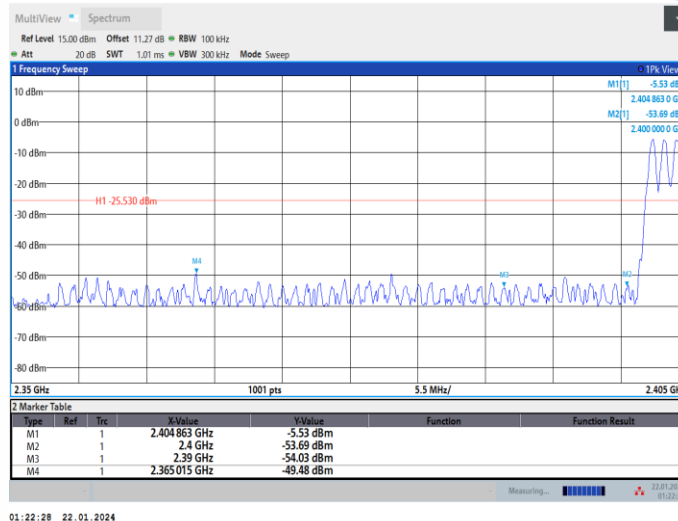 MultiView Spectrum
Ref Level 15.00 dBm Offset 11.27 dB RBW 100 kHz
Att 20 dB SWT 1.01 ms VBW 300 kHz Mode Sweep
1 Frequency Sweep 1Pk View
M1[1] -5.53 dB
2.404 863 0 G
M2[1] -53.69 dB
2.400 000 0 G
10 dBm
0 dBm
-10 dBm
-20 dBm
H1 -25.530 dBm
-30 dBm
-40 dBm
M4
-50 dBm
M3 M2
-60 dBm
-70 dBm
-80 dBm
2.35 GHz 1001 pts 5.5 MHz/ 2.405 GH
2 Marker Table
Type Ref Trc X-Value Y-Value Function Function Result
M1 1 2.404 863 GHz -5.53 dBm
M2 1 2.4 GHz -53.69 dBm
M3 1 2.39 GHz -54.03 dBm
M4 1 2.365 015 GHz -49.48 dBm
Measuring... 22.01.20
01:22:
01:22:28 22.01.2024